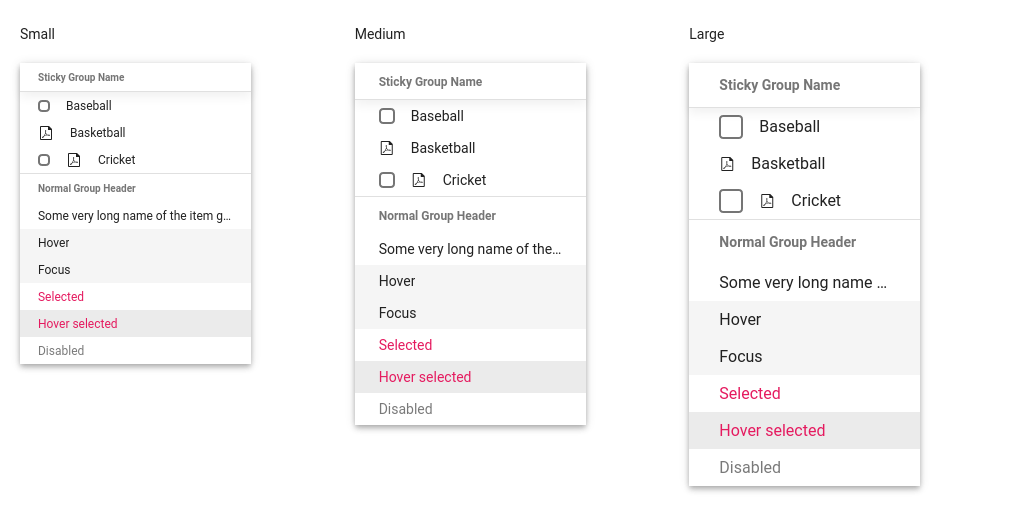 Small
Sticky Group Name
Baseball
Basketball
Cricket
Normal Group Header
Some very long name of the item g...
Hover
Focus
Selected
Hover selected
Disabled
Medium
Sticky Group Name
Baseball
Basketball
Cricket
Normal Group Header
Some very long name of the...
Hover
Focus
Selected
Hover selected
Disabled
Large
Sticky Group Name
Baseball
Basketball
Cricket
Normal Group Header
Some very long name ...
Hover
Focus
Selected
Hover selected
Disabled